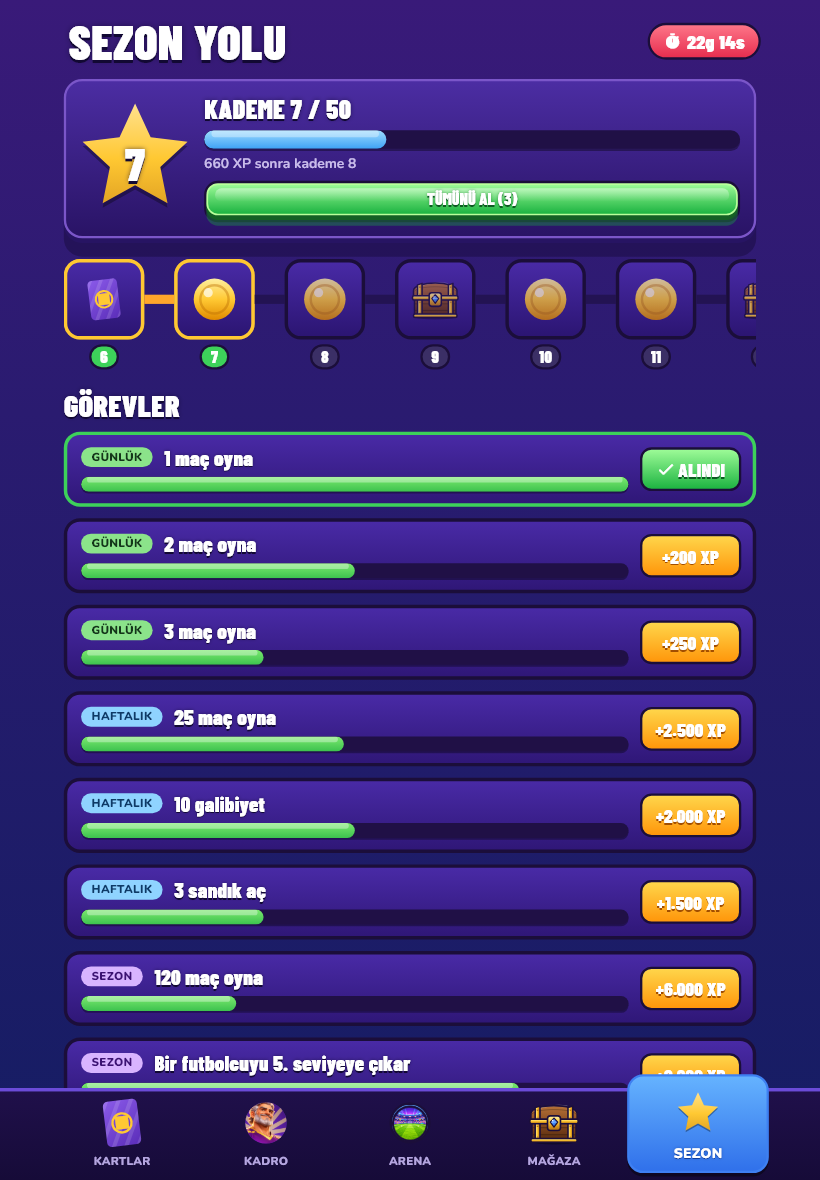 SEZON YOLU
22g 14s
7
KADEME 7 / 50
660 XP sonra kademe 8
TÜMÜNÜ AL (3)
6 7 8 9 10 11
GÖREVLER
GÜNLÜK 1 maç oyna
ALINDI
GÜNLÜK 2 maç oyna
+200 XP
GÜNLÜK 3 maç oyna
+250 XP
HAFTALIK 25 maç oyna
+2.500 XP
HAFTALIK 10 galibiyet
+2.000 XP
HAFTALIK 3 sandık aç
+1.500 XP
SEZON 120 maç oyna
+6.000 XP
SEZON Bir futbolcuyu 5. seviyeye çıkar
KARTLAR KADRO ARENA MAĞAZA SEZON